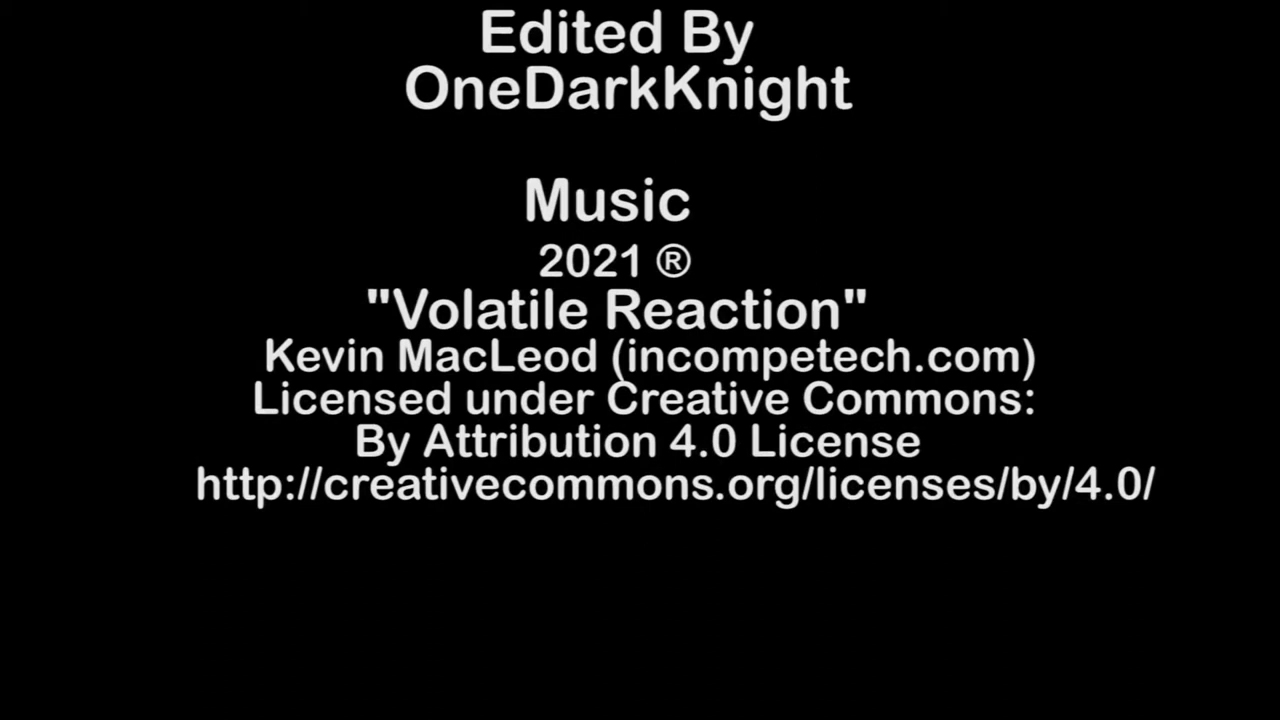 Edited By
OneDarkKnight
Music
2021 ®
"Volatile Reaction"
Kevin MacLeod (incompetech.com)
Licensed under Creative Commons:
By Attribution 4.0 License
http://creativecommons.org/licenses/by/4.0/